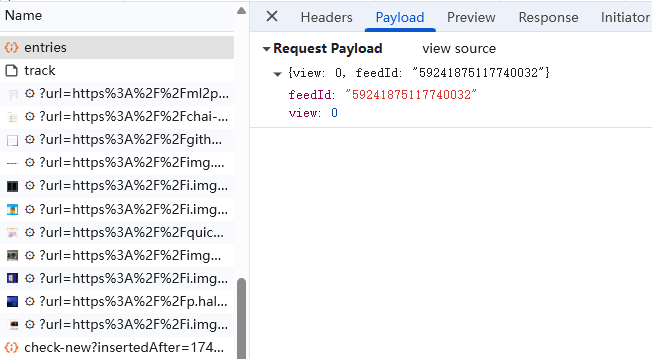 Name
entries
track
?url=https%3A%2F%2Fml2p...
?url=https%3A%2F%2Fchai-...
?url=https%3A%2F%2Fgith...
?url=https%3A%2F%2Fimg....
?url=https%3A%2F%2Fi.img...
?url=https%3A%2F%2Fi.img...
?url=https%3A%2F%2Fquic...
?url=https%3A%2F%2Fimg...
?url=https%3A%2F%2Fi.img...
?url=https%3A%2F%2Fp.hal...
?url=https%3A%2F%2Fi.img...
check-new?insertedAfter=174...
Headers Payload Preview Response Initiator
Request Payload view source
{view: 0, feedId: "59241875117740032"}
feedId: "59241875117740032"
view: 0